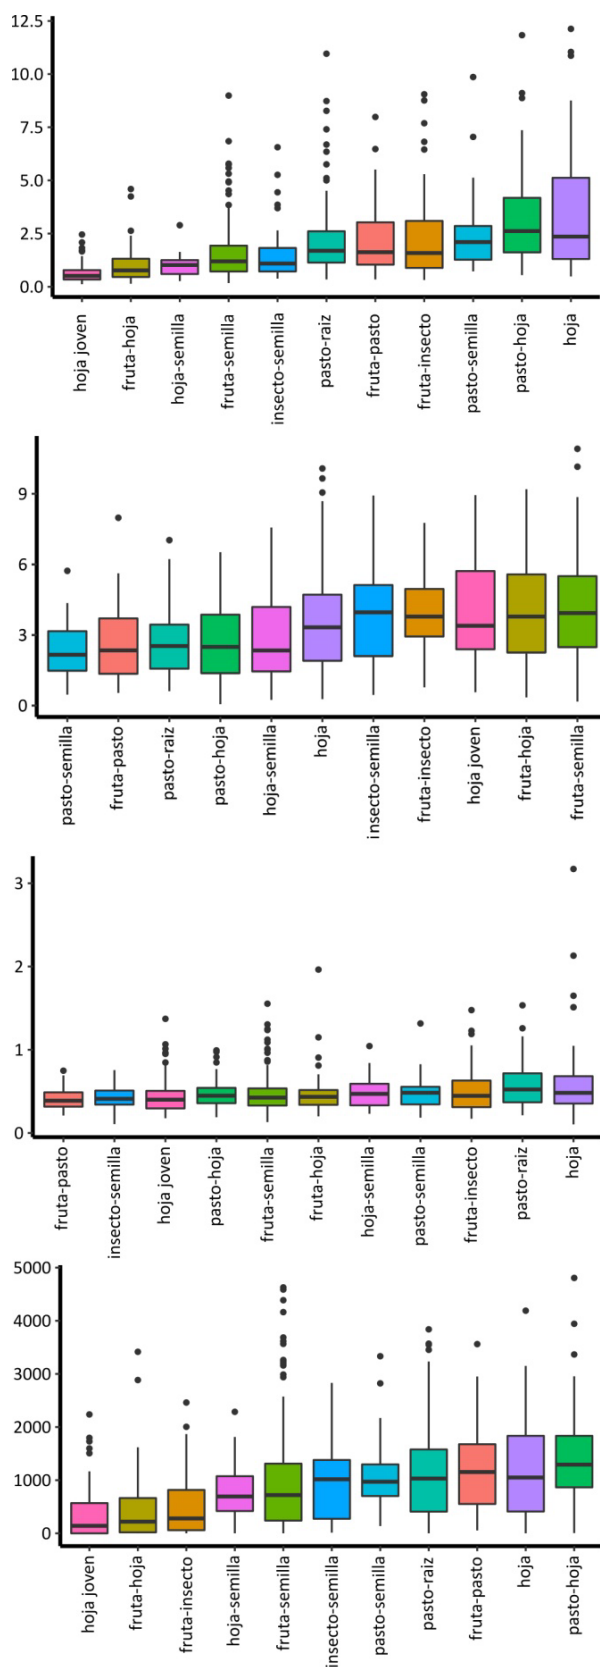 12.5
10.0
7.5
5.0
2.5
0.0
hoja joven
fruta-hoja
hoja-semilla
fruta-semilla
insecto-semilla
pasto-raiz
fruta-pasto
fruta-insecto
pasto-semilla
pasto-hoja
hoja
9
6
3
0
pasto-semilla
fruta-pasto
pasto-raiz
pasto-hoja
hoja-semilla
hoja
insecto-semilla
fruta-insecto
hoja joven
fruta-hoja
fruta-semilla
3
2
1
0
fruta-pasto
insecto-semilla
hoja joven
pasto-hoja
fruta-semilla
fruta-hoja
hoja-semilla
pasto-semilla
fruta-insecto
pasto-raiz
hoja
5000
4000
3000
2000
1000
0
hoja joven
fruta-hoja
fruta-insecto
hoja-semilla
fruta-semilla
insecto-semilla
pasto-semilla
pasto-raiz
fruta-pasto
hoja
pasto-hoja